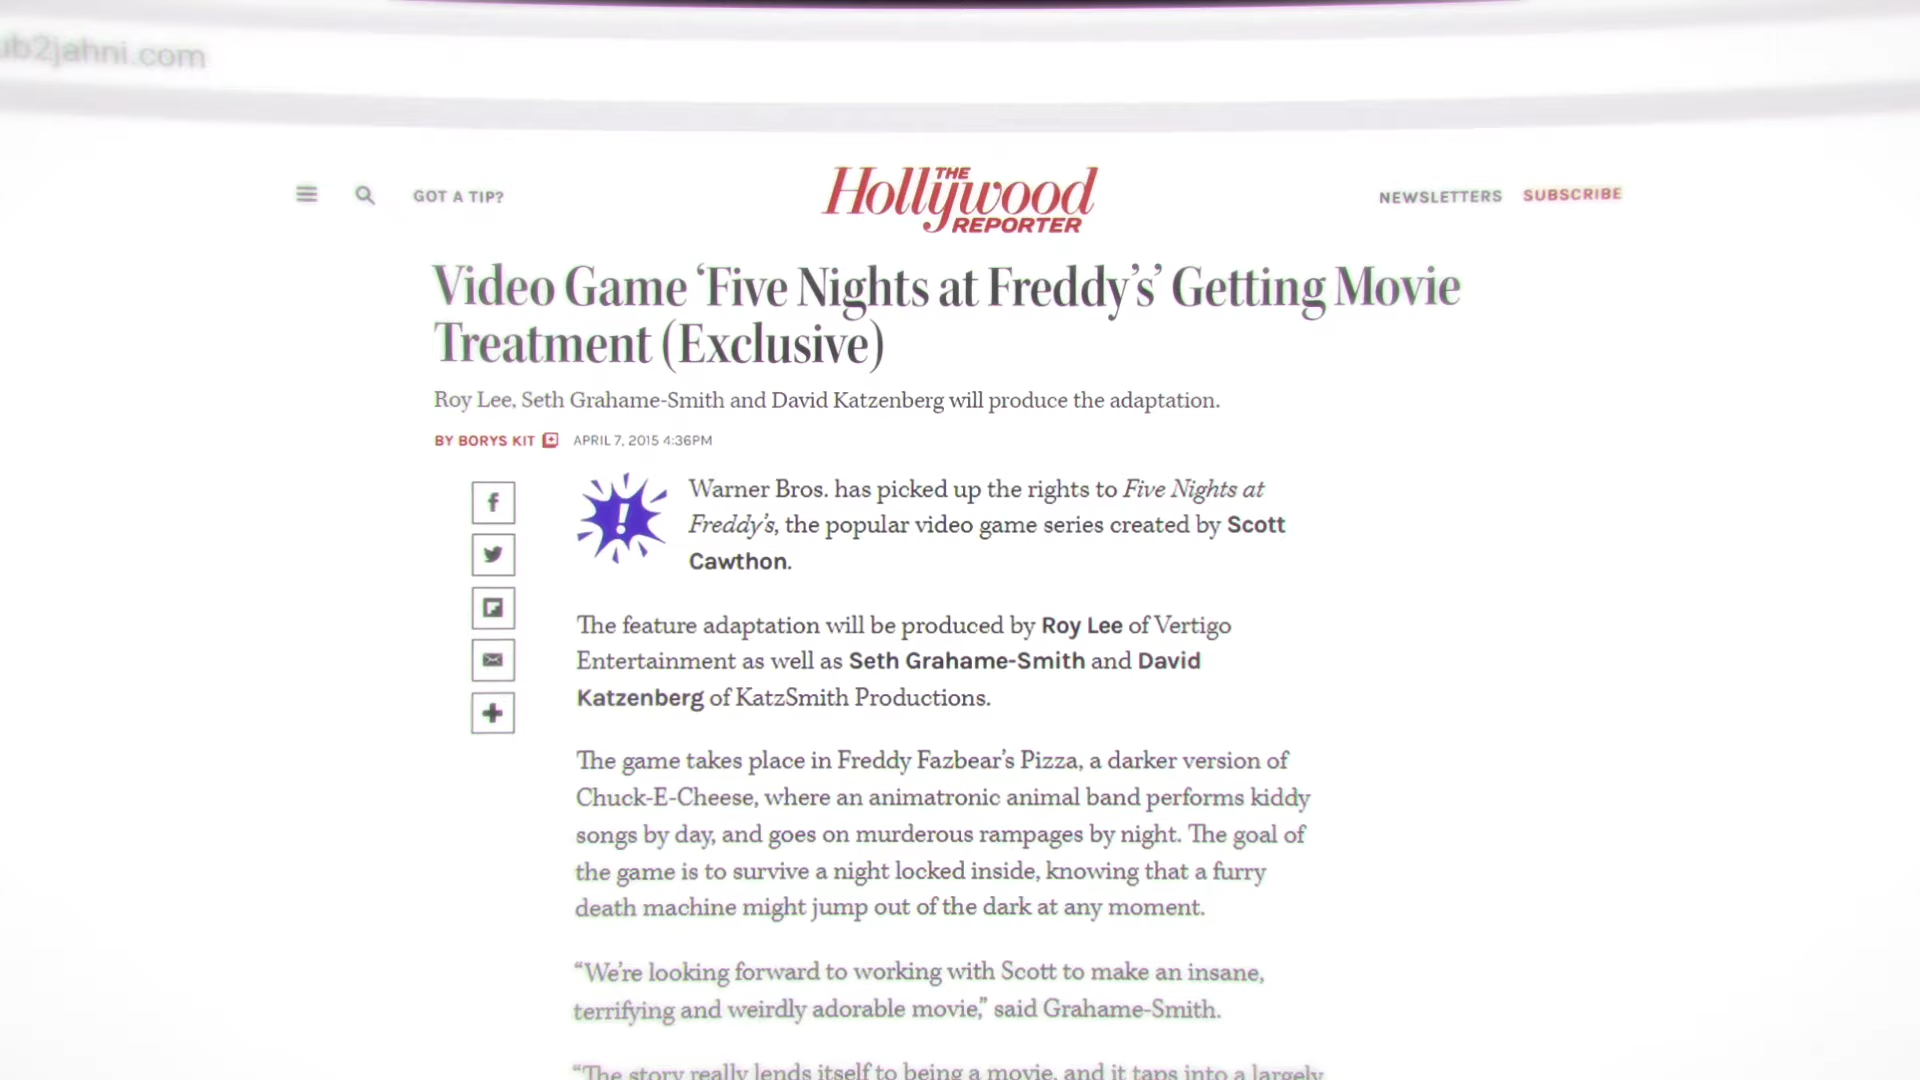 ub2jahni.com
GOT A TIP?
THE
Hollywood
REPORTER
NEWSLETTERS SUBSCRIBE
Video Game ‘Five Nights at Freddy’s’ Getting Movie
Treatment (Exclusive)
Roy Lee, Seth Grahame-Smith and David Katzenberg will produce the adaptation.
BY BORYS KIT APRIL 7, 2015 4:36PM
Warner Bros. has picked up the rights to Five Nights at
Freddy’s, the popular video game series created by Scott
Cawthon.
The feature adaptation will be produced by Roy Lee of Vertigo
Entertainment as well as Seth Grahame-Smith and David
Katzenberg of KatzSmith Productions.
The game takes place in Freddy Fazbear’s Pizza, a darker version of
Chuck-E-Cheese, where an animatronic animal band performs kiddy
songs by day, and goes on murderous rampages by night. The goal of
the game is to survive a night locked inside, knowing that a furry
death machine might jump out of the dark at any moment.
“We’re looking forward to working with Scott to make an insane,
terrifying and weirdly adorable movie,” said Grahame-Smith.
“The story really lends itself to being a movie, and it taps into a largely